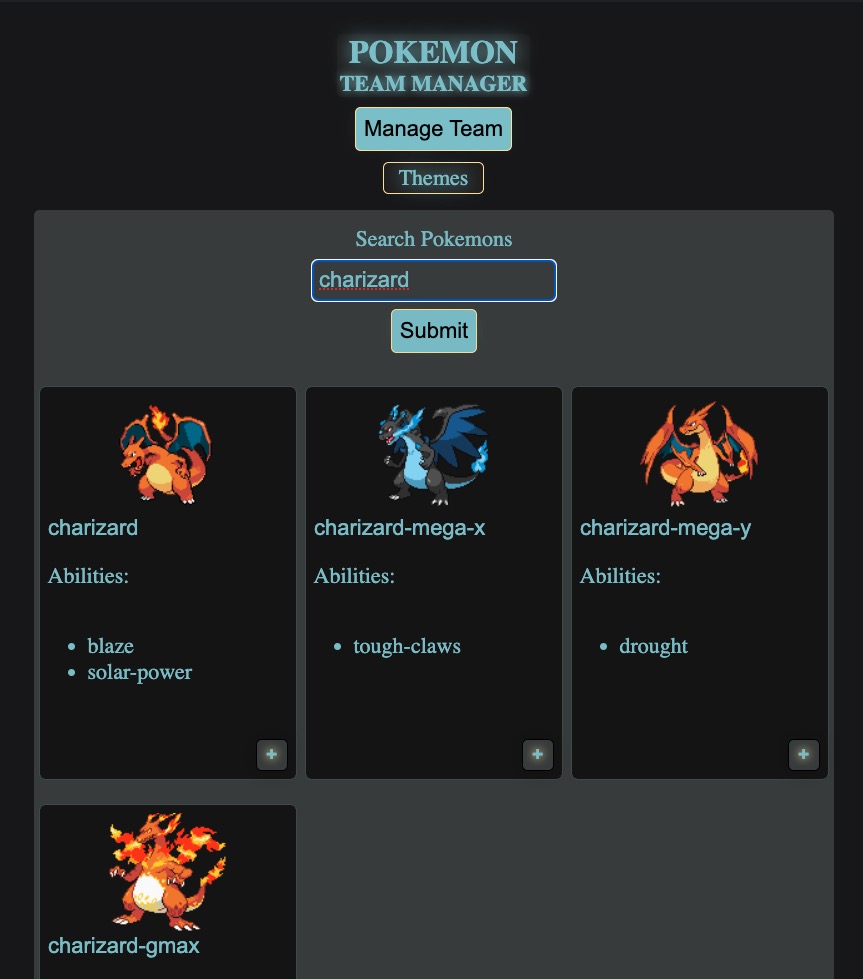 POKEMON
TEAM MANAGER
Manage Team
Themes
Search Pokemons
charizard
Submit
charizard
Abilities:
• blaze
• solar-power
+
charizard-mega-x
Abilities:
• tough-claws
+
charizard-mega-y
Abilities:
• drought
+
charizard-gmax